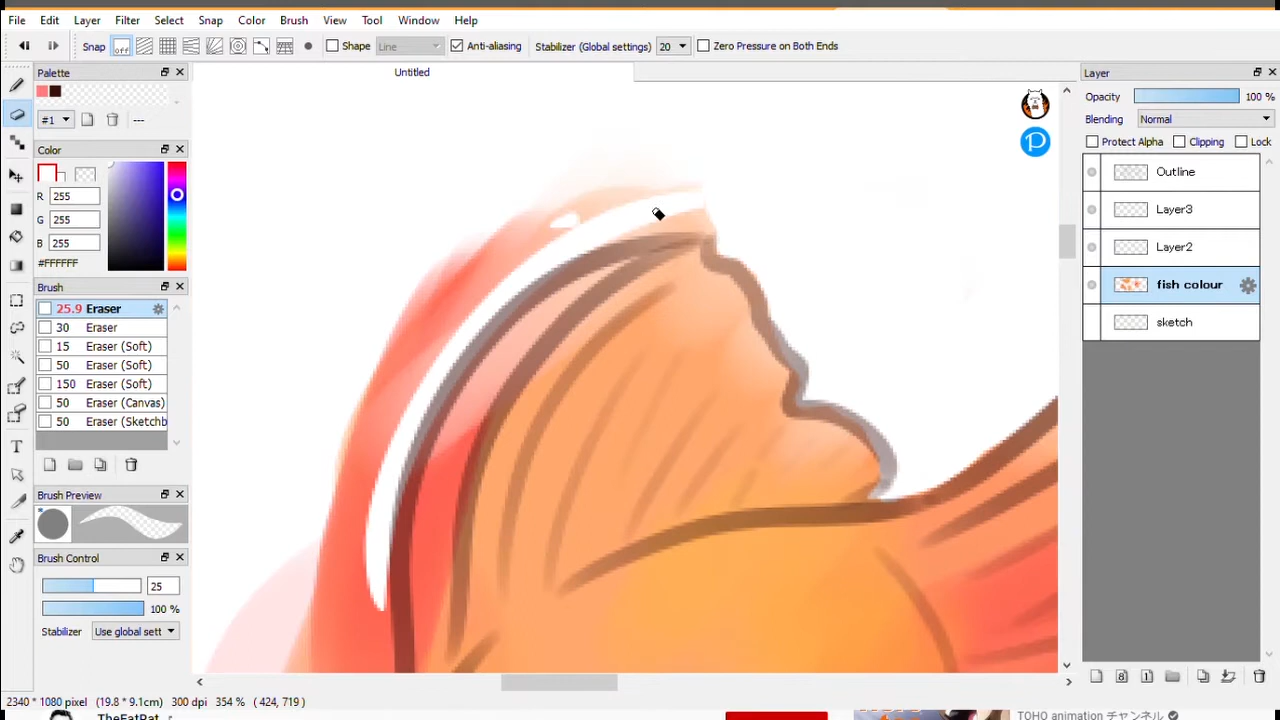 File Edit Layer Filter Select Snap Color Brush View Tool Window Help
Snap off Shape Line Anti-aliasing Stabilizer (Global settings) 20 Zero Pressure on Both Ends
Palette
Untitled
Layer
#1 ---
Opacity 100 %
Blending Normal
Protect Alpha Clipping Lock
Color
R 255
G 255
B 255
#FFFFFF
Outline
Layer3
Layer2
fish colour
sketch
Brush
25.9 Eraser
30 Eraser
15 Eraser (Soft)
50 Eraser (Soft)
150 Eraser (Soft)
50 Eraser (Canvas)
50 Eraser (Sketchb
Brush Preview
Brush Control
25
100 %
Stabilizer Use global sett
2340 * 1080 pixel (19.8 * 9.1cm) 300 dpi 354 % ( 424, 719 )
TheFatPat
TOHO animation チャンネル